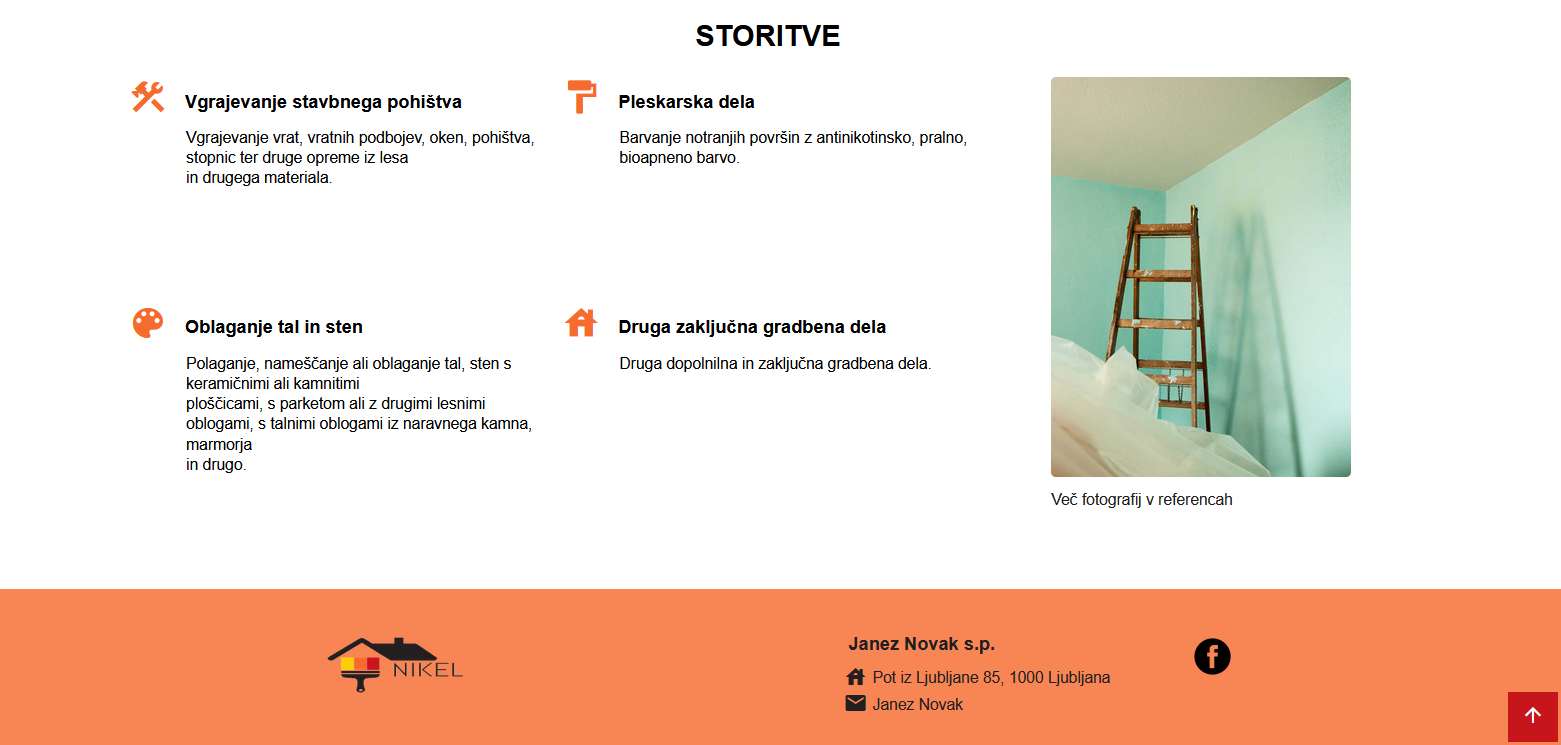 STORITVE
Vgrajevanje stavbnega pohištva
Vgrajevanje vrat, vratnih podbojev, oken, pohištva,
stopnic ter druge opreme iz lesa
in drugega materiala.
Pleskarska dela
Barvanje notranjih površin z antinikotinsko, pralno,
bioapneno barvo.
Oblaganje tal in sten
Polaganje, nameščanje ali oblaganje tal, sten s
keramičnimi ali kamnitimi
ploščicami, s parketom ali z drugimi lesnimi
oblogami, s talnimi oblogami iz naravnega kamna,
marmorja
in drugo.
Druga zaključna gradbena dela
Druga dopolnilna in zaključna gradbena dela.
Več fotografij v referencah
NIKEL
Janez Novak s.p.
Pot iz Ljubljane 85, 1000 Ljubljana
Janez Novak